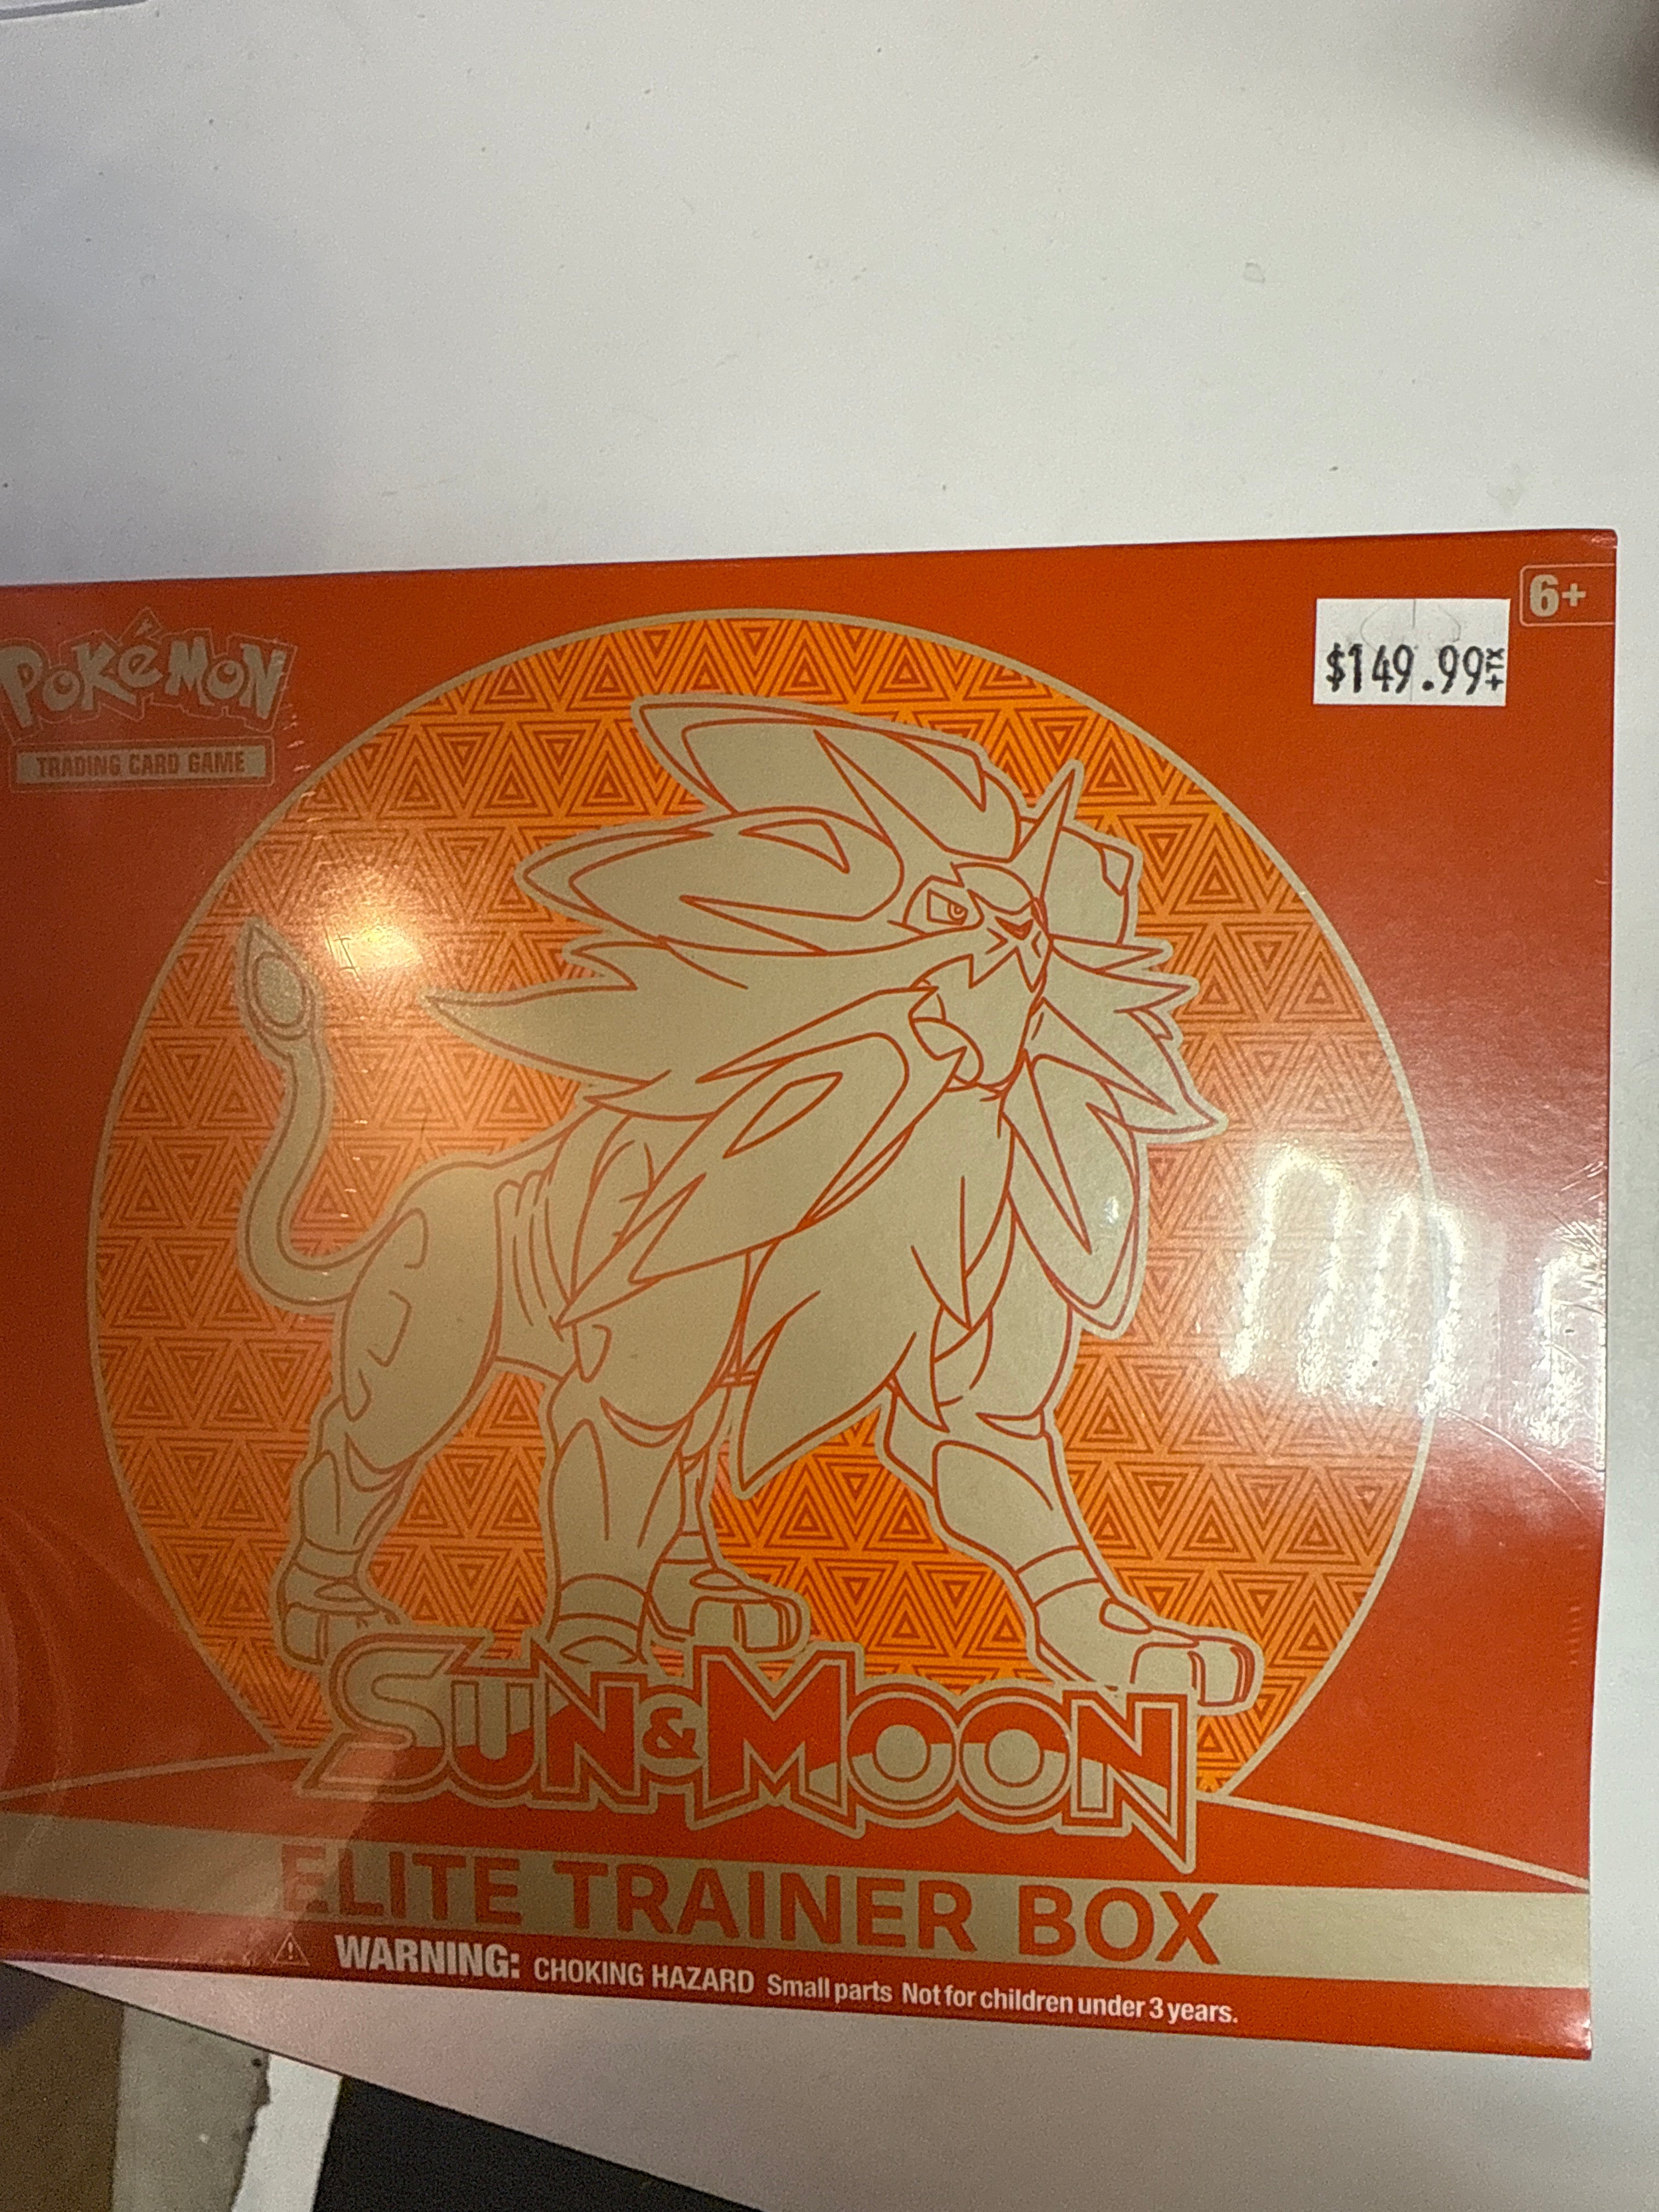 6+
$149.99+TX
POKéMON
TRADING CARD GAME
SUN & MOON
ELITE TRAINER BOX
WARNING: CHOKING HAZARD Small parts Not for children under 3 years.